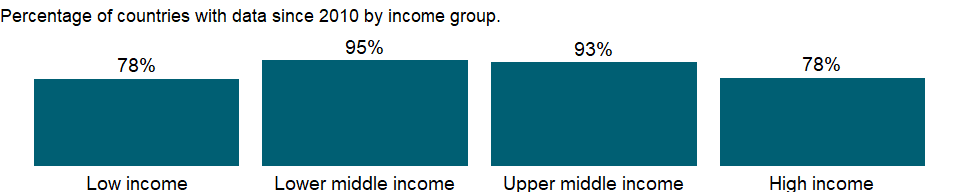 Percentage of countries with data since 2010 by income group.
78%
95%
93%
78%
Low income
Lower middle income
Upper middle income
High income